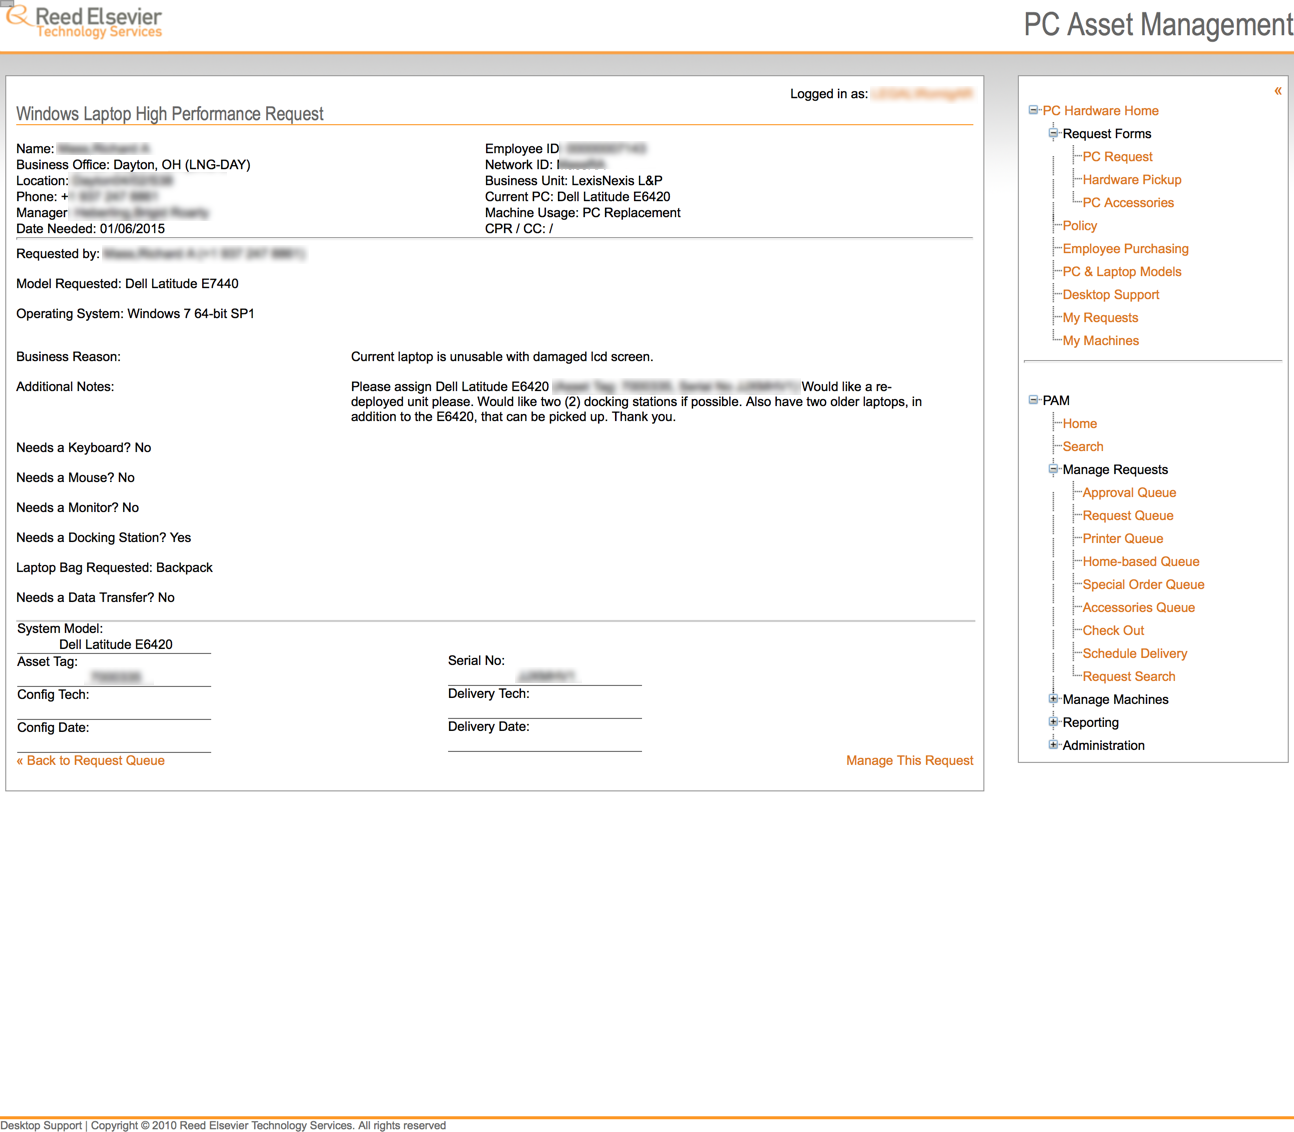 Reed Elsevier
Technology Services
PC Asset Management
Logged in as:
Windows Laptop High Performance Request
Name:
Business Office: Dayton, OH (LNG-DAY)
Location:
Phone: +
Manager
Date Needed: 01/06/2015
Employee ID
Network ID:
Business Unit: LexisNexis L&P
Current PC: Dell Latitude E6420
Machine Usage: PC Replacement
CPR / CC: /
Requested by:
Model Requested: Dell Latitude E7440
Operating System: Windows 7 64-bit SP1
Business Reason: Current laptop is unusable with damaged lcd screen.
Additional Notes: Please assign Dell Latitude E6420 Would like a re-
deployed unit please. Would like two (2) docking stations if possible. Also have two older laptops, in
addition to the E6420, that can be picked up. Thank you.
Needs a Keyboard? No
Needs a Mouse? No
Needs a Monitor? No
Needs a Docking Station? Yes
Laptop Bag Requested: Backpack
Needs a Data Transfer? No
System Model:
Dell Latitude E6420
Asset Tag:
Serial No:
Config Tech:
Delivery Tech:
Config Date:
Delivery Date:
« Back to Request Queue
Manage This Request
«
PC Hardware Home
Request Forms
PC Request
Hardware Pickup
PC Accessories
Policy
Employee Purchasing
PC & Laptop Models
Desktop Support
My Requests
My Machines
PAM
Home
Search
Manage Requests
Approval Queue
Request Queue
Printer Queue
Home-based Queue
Special Order Queue
Accessories Queue
Check Out
Schedule Delivery
Request Search
Manage Machines
Reporting
Administration
Desktop Support | Copyright © 2010 Reed Elsevier Technology Services. All rights reserved